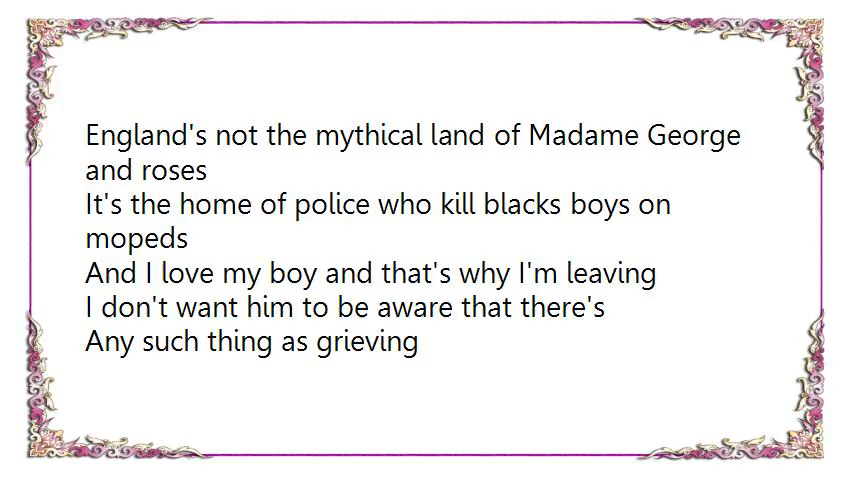 England's not the mythical land of Madame George
and roses
It's the home of police who kill blacks boys on
mopeds
And I love my boy and that's why I'm leaving
I don't want him to be aware that there's
Any such thing as grieving